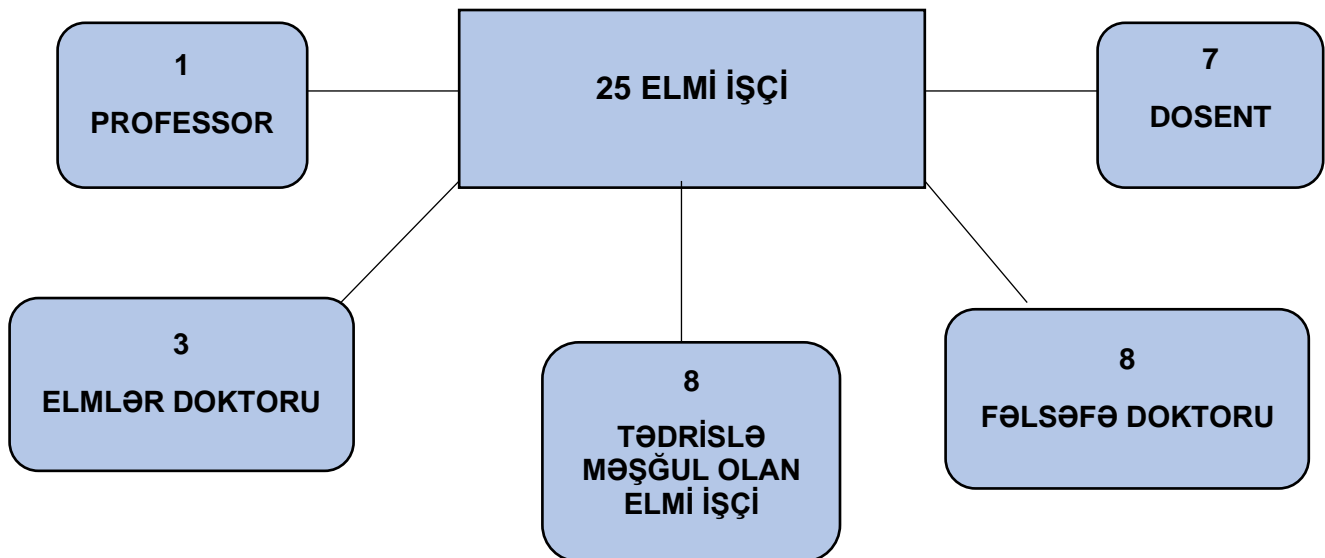 1
PROFESSOR
25 ELMİ İŞÇİ
7
DOSENT
3
ELMLƏR DOKTORU
8
TƏDRİSLƏ
MƏŞĞUL OLAN
ELMİ İŞÇİ
8
FƏLSƏFƏ DOKTORU